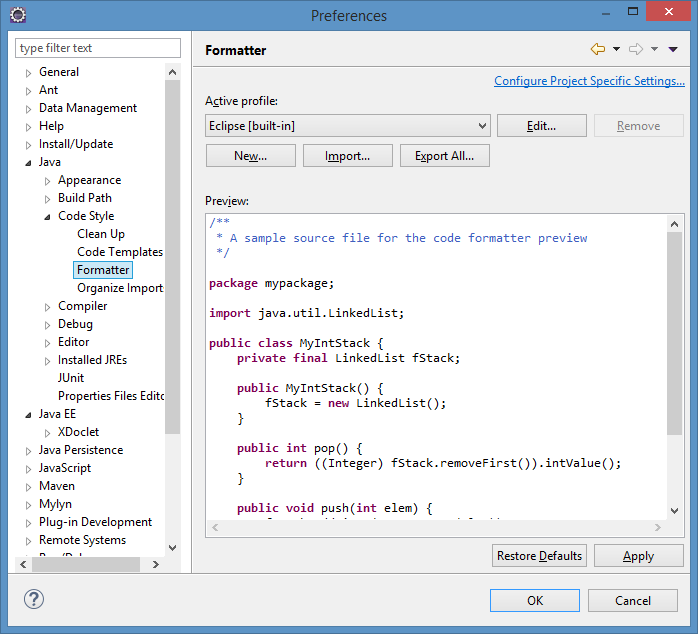 Preferences
type filter text
General
Ant
Data Management
Help
Install/Update
Java
Appearance
Build Path
Code Style
Clean Up
Code Templates
Formatter
Organize Import
Compiler
Debug
Editor
Installed JREs
JUnit
Properties Files Edito
Java EE
XDoclet
Java Persistence
JavaScript
Maven
Mylyn
Plug-in Development
Remote Systems
Formatter
Configure Project Specific Settings...
Active profile:
Eclipse [built-in]
Edit...
Remove
New...
Import...
Export All...
Preview:
/**
 * A sample source file for the code formatter preview
 */
package mypackage;
import java.util.LinkedList;
public class MyIntStack {
    private final LinkedList fStack;
    public MyIntStack() {
        fStack = new LinkedList();
    }
    public int pop() {
        return ((Integer) fStack.removeFirst()).intValue();
    }
    public void push(int elem) {
Restore Defaults
Apply
?
OK
Cancel